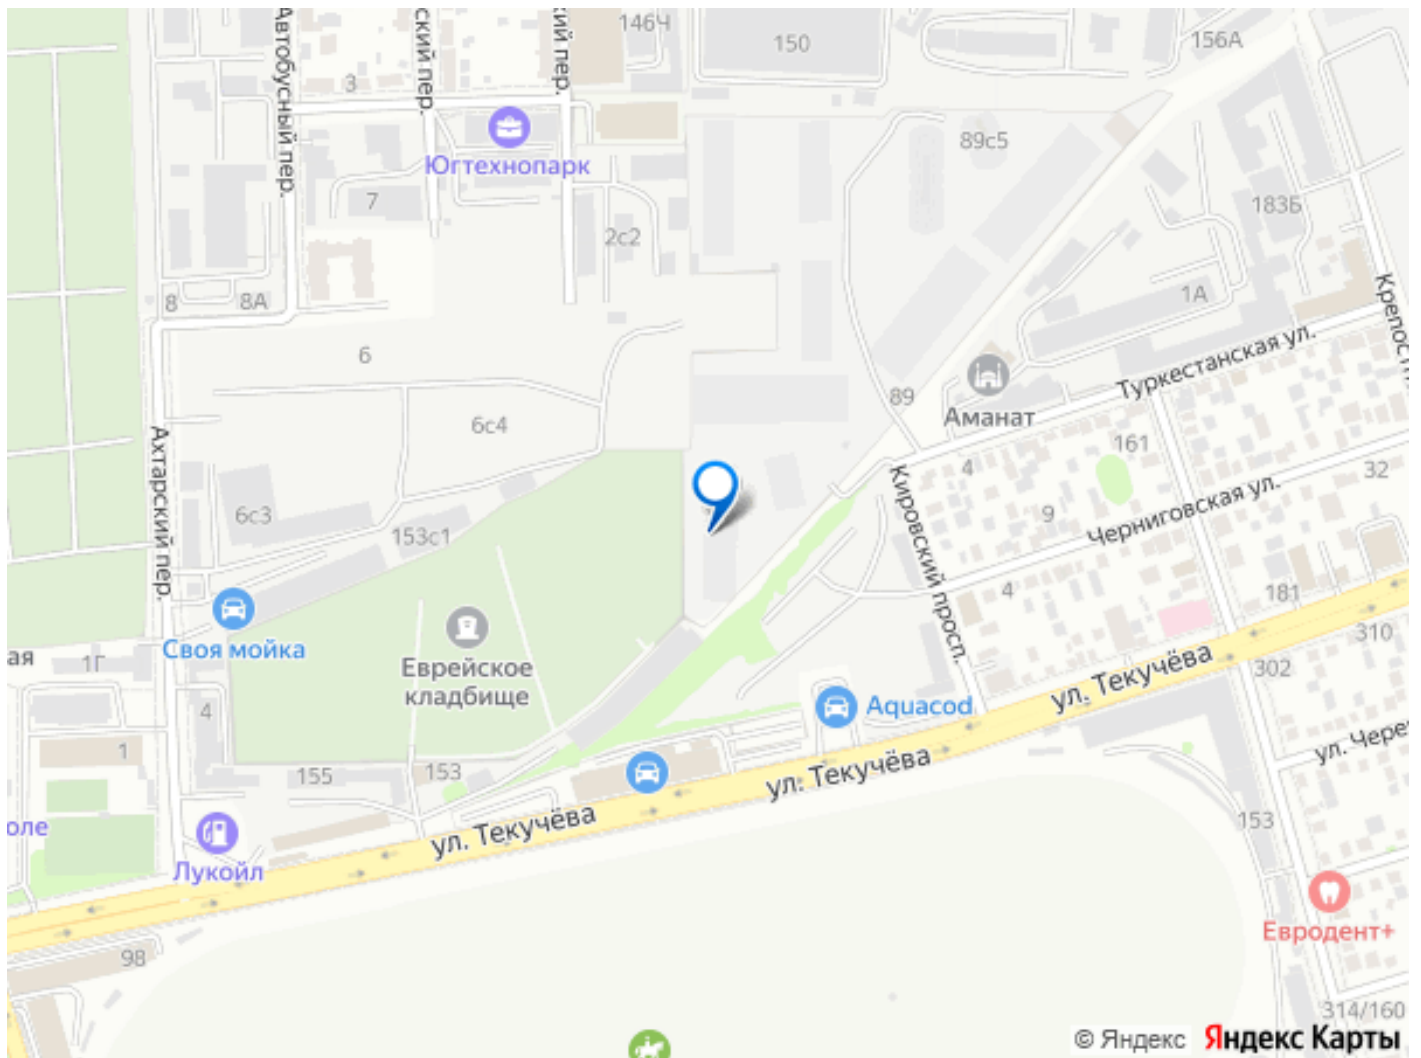 Автобусный пер.
ский пер.
кий пер.
146Ч
150
156А
3
Югтехнопарк
89с5
7
2с2
183Б
8
8А
1А
Крепостн
6
Туркестанская ул.
89
Аманат
6с4
161
4
32
Ахтарский пер.
6с3
153с1
9
Черниговская ул.
Кировский просп.
4
181
Своя мойка
ая
1Г
Еврейское
кладбище
310
302
ул. Текучёва
4
Aquacod
1
155
153
ул. Текучёва
ул. Чере
ул. Текучёва
153
оле
Лукойл
Евродент+
98
314/160
© Яндекс
Яндекс Карты